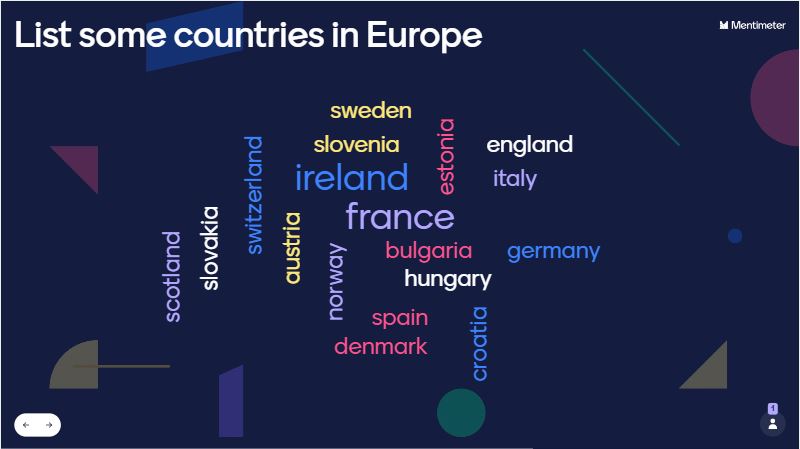 List some countries in Europe
Mentimeter
sweden
slovenia
estonia
england
switzerland
ireland
italy
france
scotland
slovakia
austria
norway
bulgaria
germany
hungary
spain
croatia
denmark
1